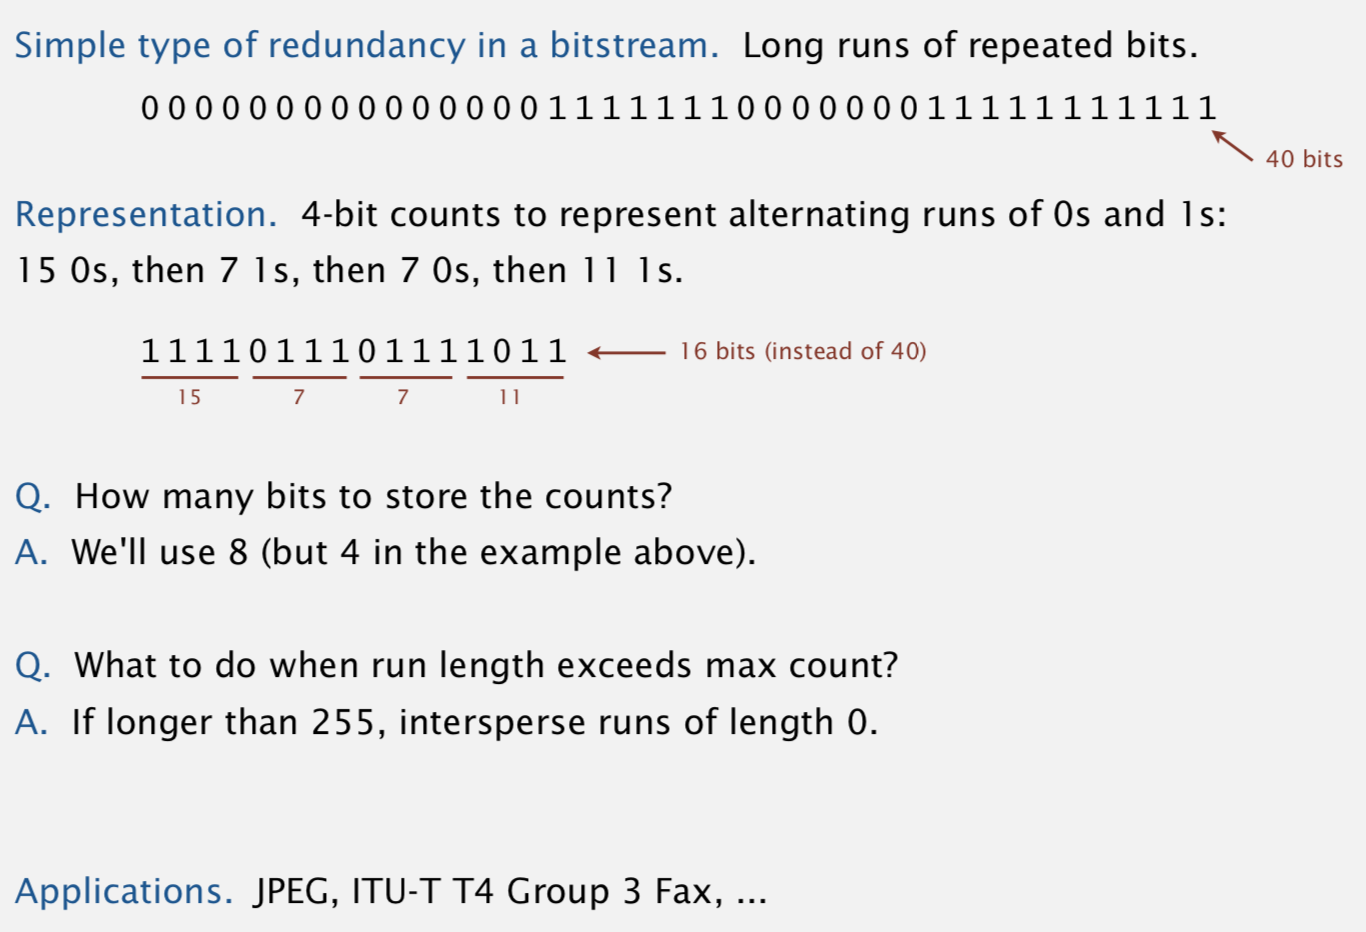 Simple type of redundancy in a bitstream. Long runs of repeated bits.
0 0 0 0 0 0 0 0 0 0 0 0 0 0 0 1 1 1 1 1 1 1 0 0 0 0 0 0 0 1 1 1 1 1 1 1 1 1 1 1
40 bits
Representation. 4-bit counts to represent alternating runs of 0s and 1s:
15 0s, then 7 1s, then 7 0s, then 11 1s.
1 1 1 1 0 1 1 1 0 1 1 1 1 0 1 1 16 bits (instead of 40)
15 7 7 11
Q. How many bits to store the counts?
A. We'll use 8 (but 4 in the example above).
Q. What to do when run length exceeds max count?
A. If longer than 255, intersperse runs of length 0.
Applications. JPEG, ITU-T T4 Group 3 Fax, ...